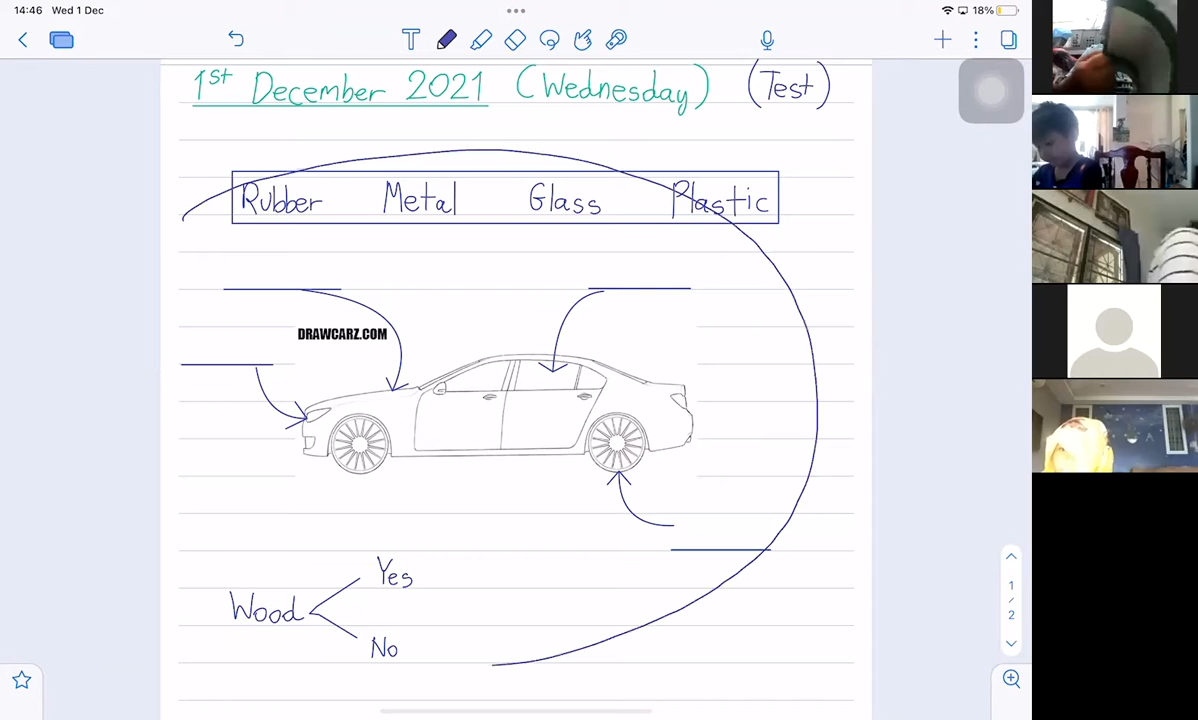 14:46 Wed 1 Dec
18%
1st December 2021 (Wednesday) (Test)
Rubber Metal Glass Plastic
DRAWCARZ.COM
Yes
Wood
No
1
/
2